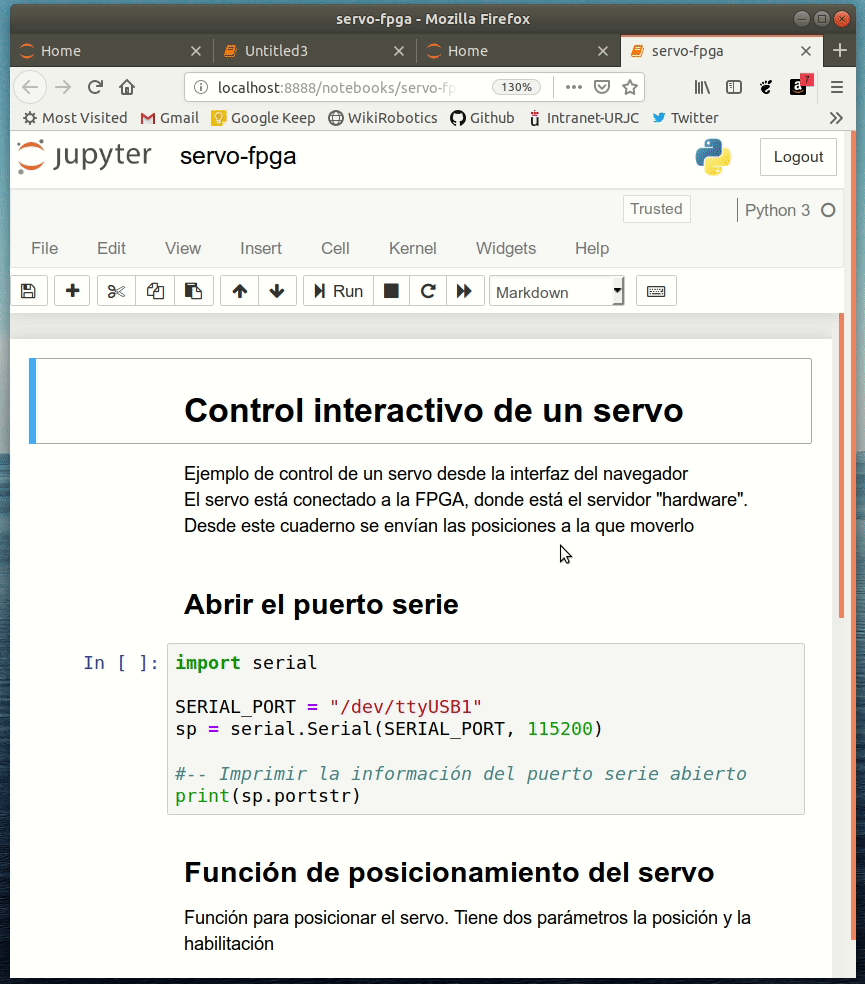 servo-fpga - Mozilla Firefox
Home
Untitled3
Home
servo-fpga
localhost:8888/notebooks/servo-fp
130%
7
Most Visited
Gmail
Google Keep
WikiRobotics
Github
Intranet-URJC
Twitter
jupyter
servo-fpga
Logout
Trusted
Python 3
File
Edit
View
Insert
Cell
Kernel
Widgets
Help
Run
Markdown
Control interactivo de un servo
Ejemplo de control de un servo desde la interfaz del navegador
El servo está conectado a la FPGA, donde está el servidor "hardware".
Desde este cuaderno se envían las posiciones a la que moverlo
Abrir el puerto serie
In [ ]:
import serial
SERIAL_PORT = "/dev/ttyUSB1"
sp = serial.Serial(SERIAL_PORT, 115200)
#-- Imprimir la información del puerto serie abierto
print(sp.portstr)
Función de posicionamiento del servo
Función para posicionar el servo. Tiene dos parámetros la posición y la
habilitación